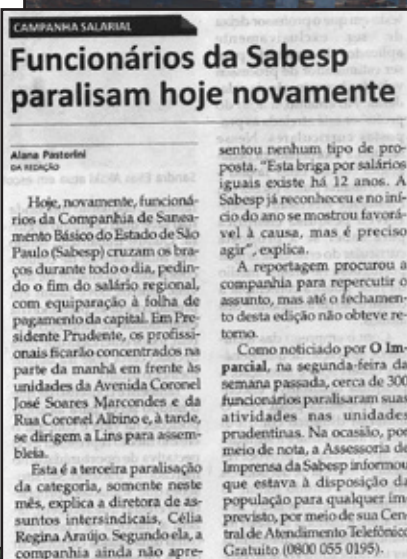 CAMPANHA SALARIAL
Funcionários da Sabesp
paralisam hoje novamente
Alana Pastorini
DA REDAÇÃO
Hoje, novamente, funcioná-
rios da Companhia de Sanea-
mento Básico do Estado de São
Paulo (Sabesp) cruzam os bra-
ços durante todo o dia, pedin-
do o fim do salário regional,
com equiparação à folha de
pagamento da capital. Em Pre-
sidente Prudente, os profissi-
onais ficarão concentrados na
parte da manhã em frente às
unidades da Avenida Coronel
José Soares Marcondes e da
Rua Coronel Albino e, à tarde,
se dirigem a Lins para assem-
bleia.
Esta é a terceira paralisação
da categoria, somente neste
mês, explica a diretora de as-
suntos intersindicais, Célia
Regina Araújo. Segundo ela, a
companhia ainda não apre-
sentou nenhum tipo de pro-
posta. "Esta briga por salários
iguais existe há 12 anos. A
Sabesp já reconheceu e no iní-
cio do ano se mostrou favorá-
vel à causa, mas é preciso
agir", explica.
A reportagem procurou a
companhia para repercutir o
assunto, mas até o fechamen-
to desta edição não obteve re-
torno.
Como noticiado por O Im-
parcial, na segunda-feira da
semana passada, cerca de 300
funcionários paralisaram suas
atividades nas unidades
prudentinas. Na ocasião, por
meio de nota, a Assessoria de
Imprensa da Sabesp informou
que estava à disposição da
população para qualquer im-
previsto, por meio de sua Cen-
tral de Atendimento Telefônico
Gratuito (0800 055 0195).